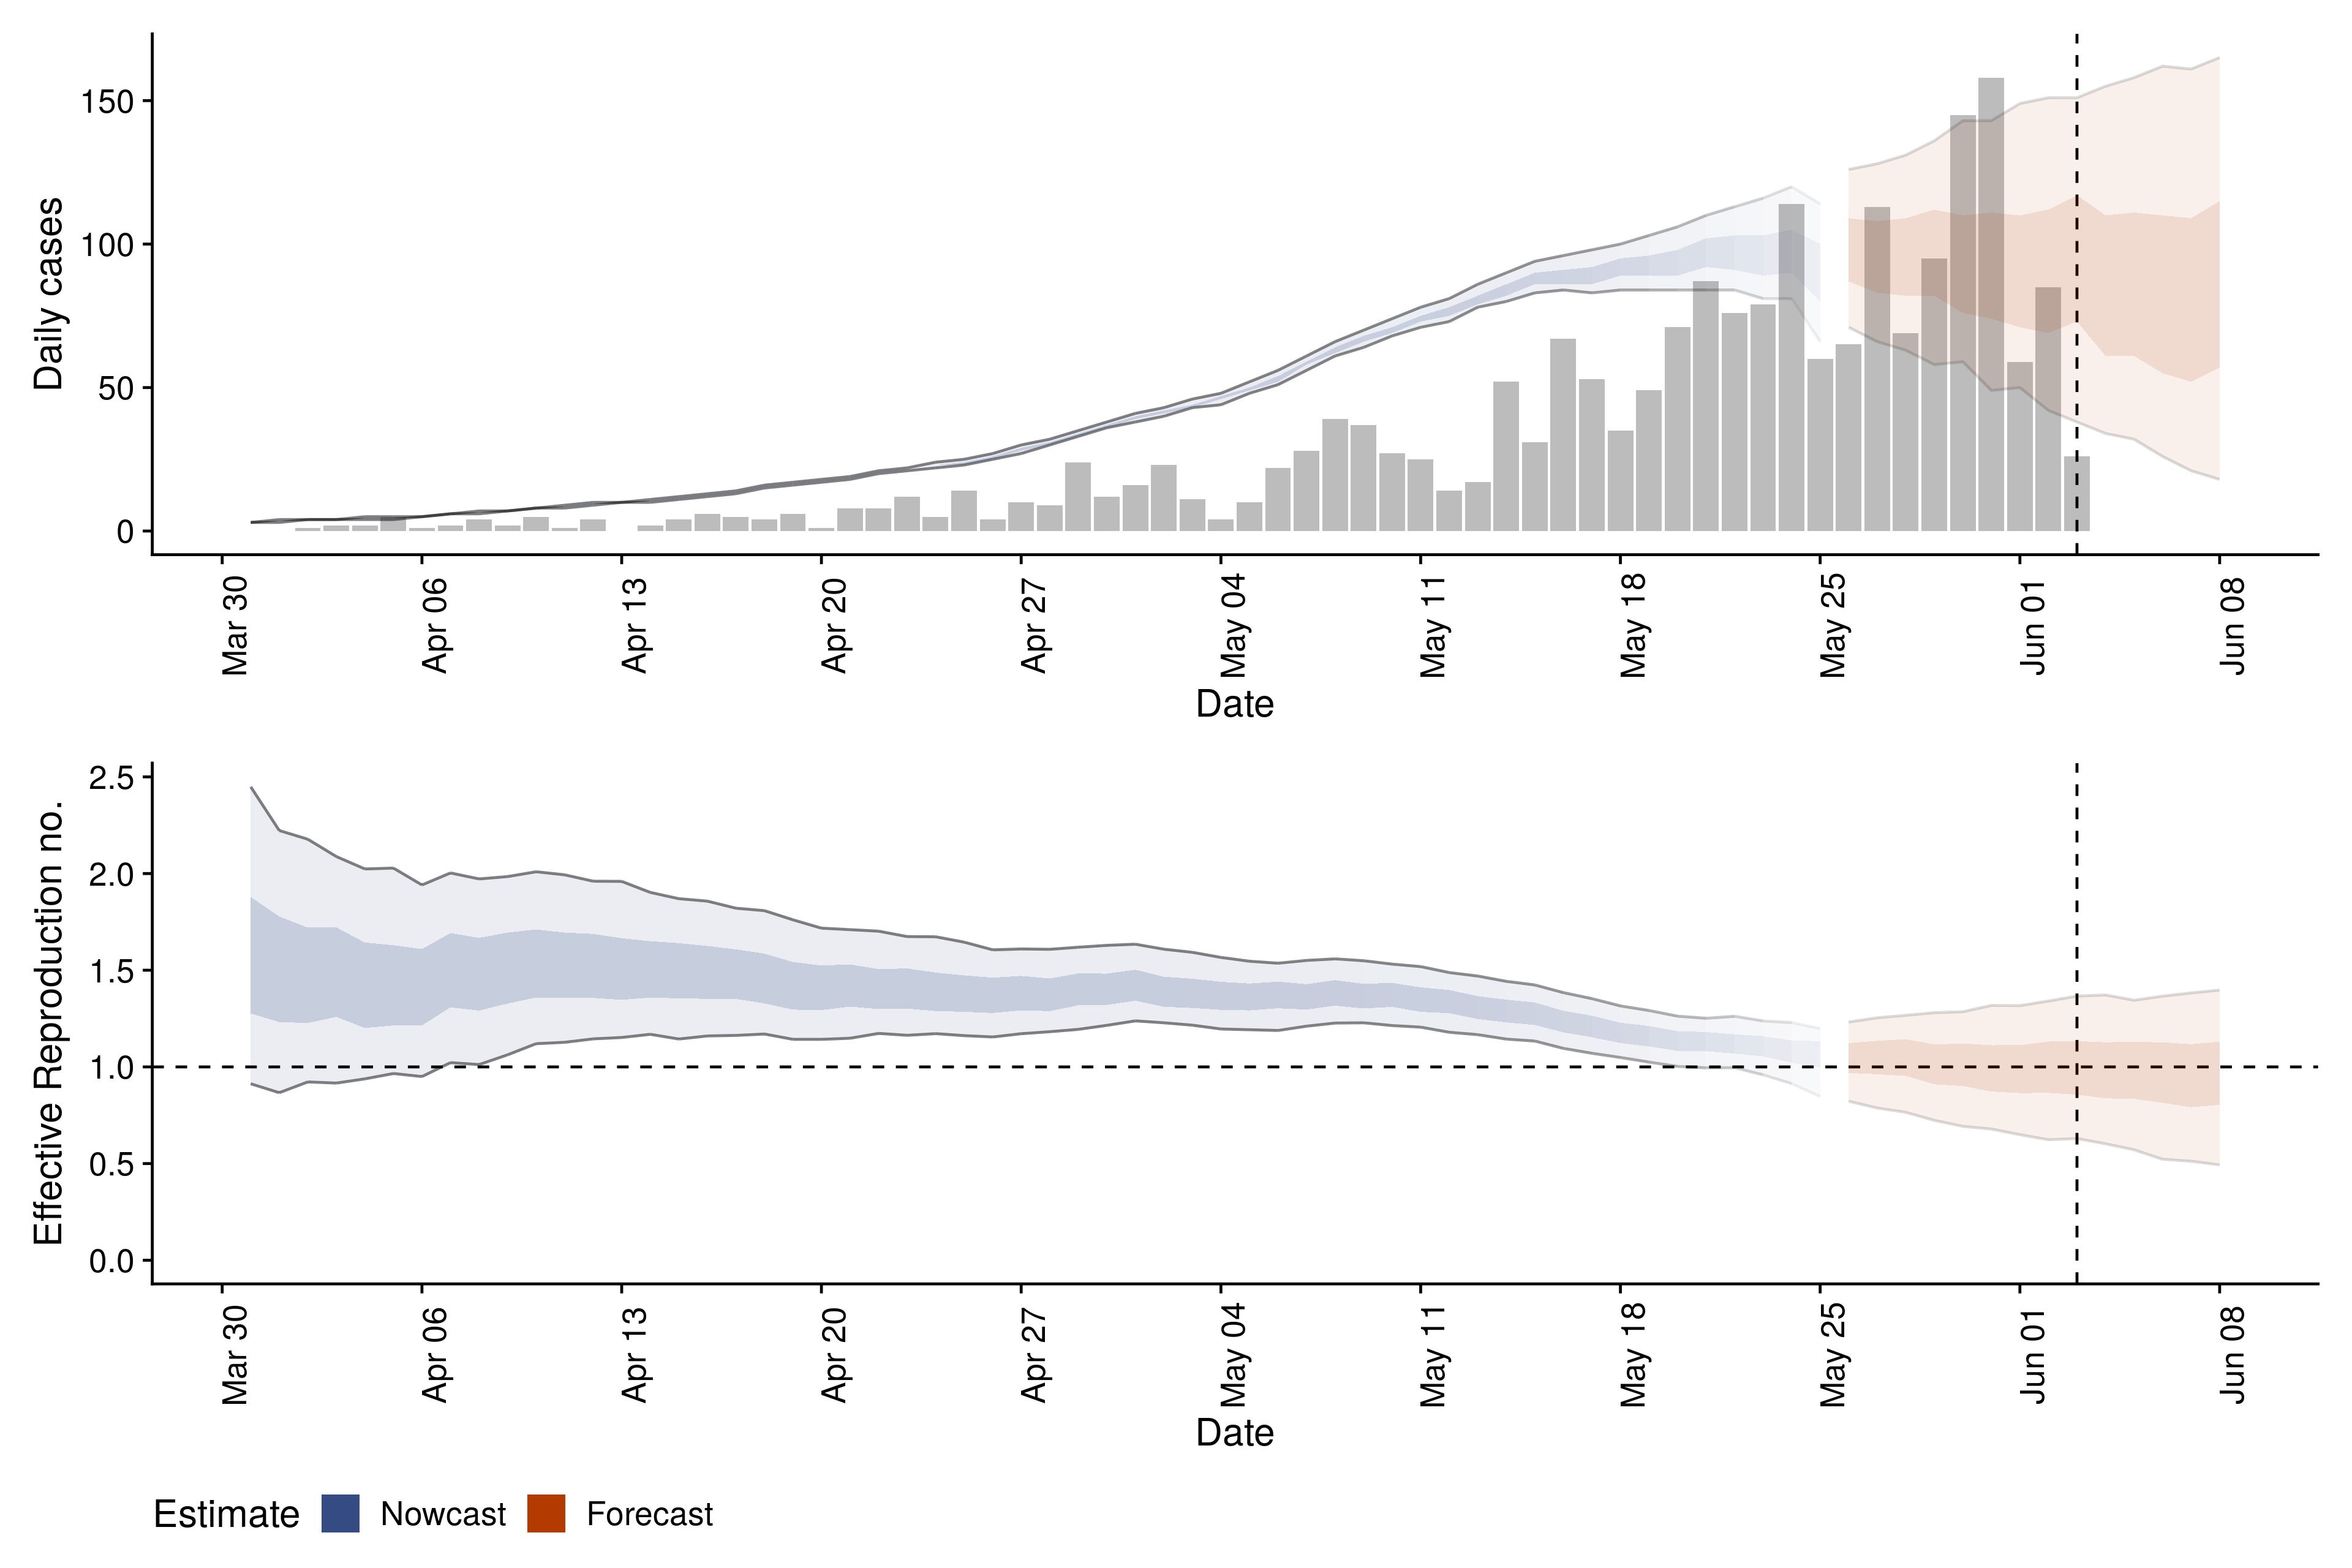 Daily cases
150
100
50
0
Mar 30
Apr 06
Apr 13
Apr 20
Apr 27
May 04
May 11
May 18
May 25
Jun 01
Jun 08
Date
Effective Reproduction no.
2.5
2.0
1.5
1.0
0.5
0.0
Mar 30
Apr 06
Apr 13
Apr 20
Apr 27
May 04
May 11
May 18
May 25
Jun 01
Jun 08
Date
Estimate Nowcast Forecast